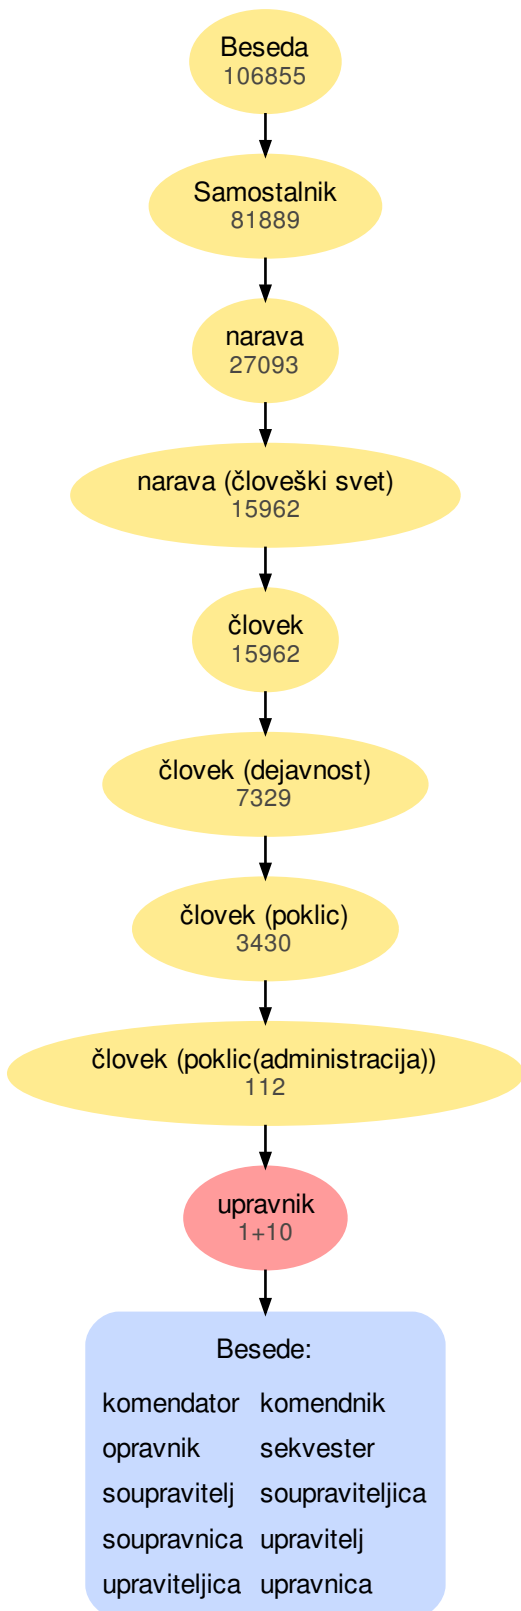 Beseda
106855
Samostalnik
81889
narava
27093
narava (človeški svet)
15962
človek
15962
človek (dejavnost)
7329
človek (poklic)
3430
človek (poklic(administracija))
112
upravnik
1+10
Besede:
komendator komendnik
opravnik sekvester
soupravitelj soupraviteljica
soupravnica upravitelj
upraviteljica upravnica